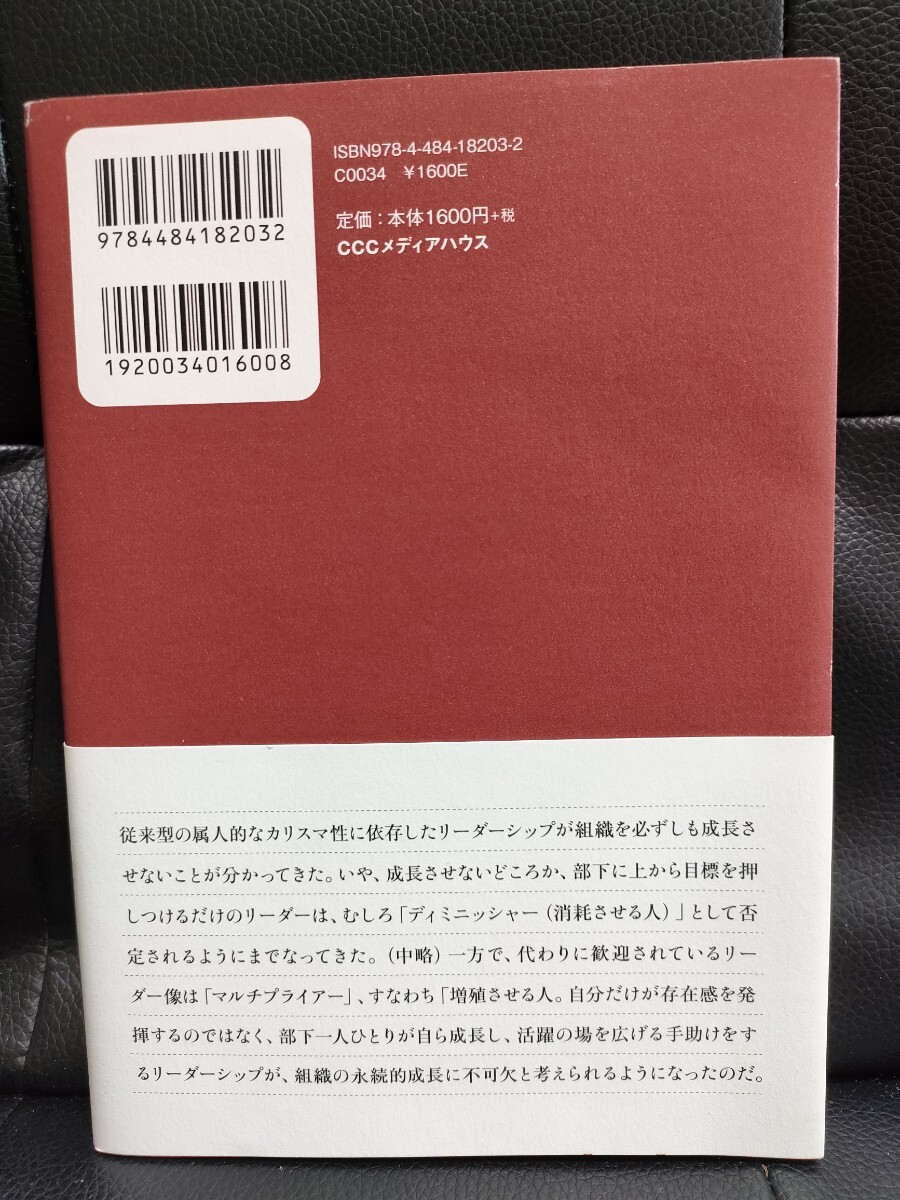 9784484182032
1920034016008
ISBN978-4-484-18203-2
C0034 ¥1600E
定価:本体1600円+税
CCCメディアハウス
従来型の属人的なカリスマ性に依存したリーダーシップが組織を必ずしも成長さ
せないことが分かってきた。いや、成長させないどころか、部下に上から目標を押
しつけるだけのリーダーは、むしろ「ディミニッシャー(消耗させる人)」として否
定されるようにまでなってきた。(中略)一方で、代わりに歓迎されているリー
ダー像は「マルチプライアー」、すなわち「増殖させる人。自分だけが存在感を発
揮するのではなく、部下一人ひとりが自ら成長し、活躍の場を広げる手助けをす
るリーダーシップが、組織の永続的成長に不可欠と考えられるようになったのだ。